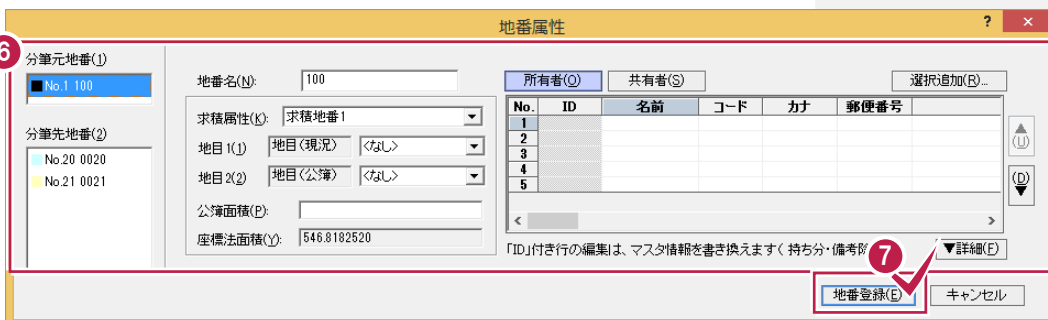 地番属性
? ×
6
分筆元地番(1)
No.1 100
分筆先地番(2)
No.20 0020
No.21 0021
地番名(N): 100
求積属性(K): 求積地番1
地目1(1) 地目(現況) <なし>
地目2(2) 地目(公簿) <なし>
公簿面積(P):
座標法面積(Y): 546.8182520
所有者(O) 共有者(S) 選択追加(R)...
No. ID 名前 コード カナ 郵便番号
1
2
3
4
5
(U)
(D)
「ID」付き行の編集は、マスタ情報を書き換えます(持ち分・備考除
▼詳細(F)
7
地番登録(E) キャンセル